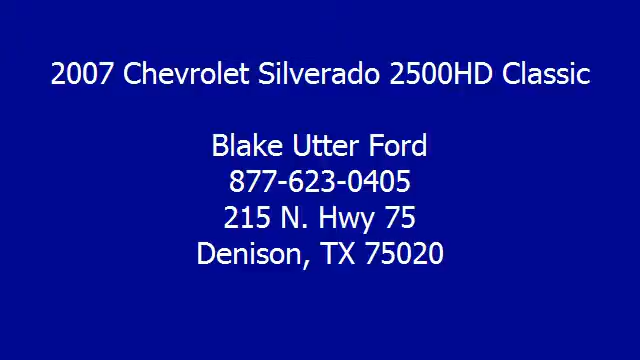 2007 Chevrolet Silverado 2500HD Classic
Blake Utter Ford
877-623-0405
215 N. Hwy 75
Denison, TX 75020